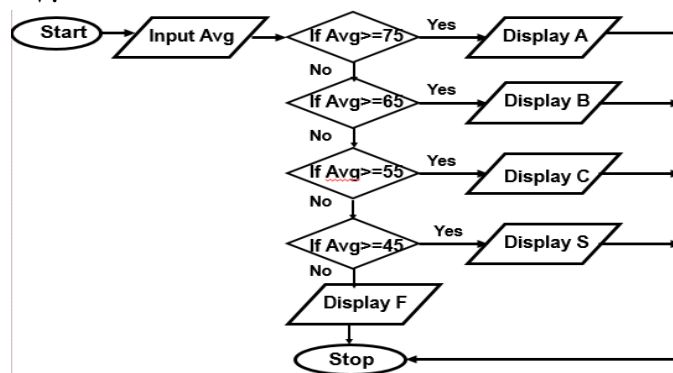 Start
Input Avg
If Avg>=75
Yes
Display A
No
If Avg>=65
Yes
Display B
No
If Avg>=55
Yes
Display C
No
If Avg>=45
Yes
Display S
No
Display F
Stop